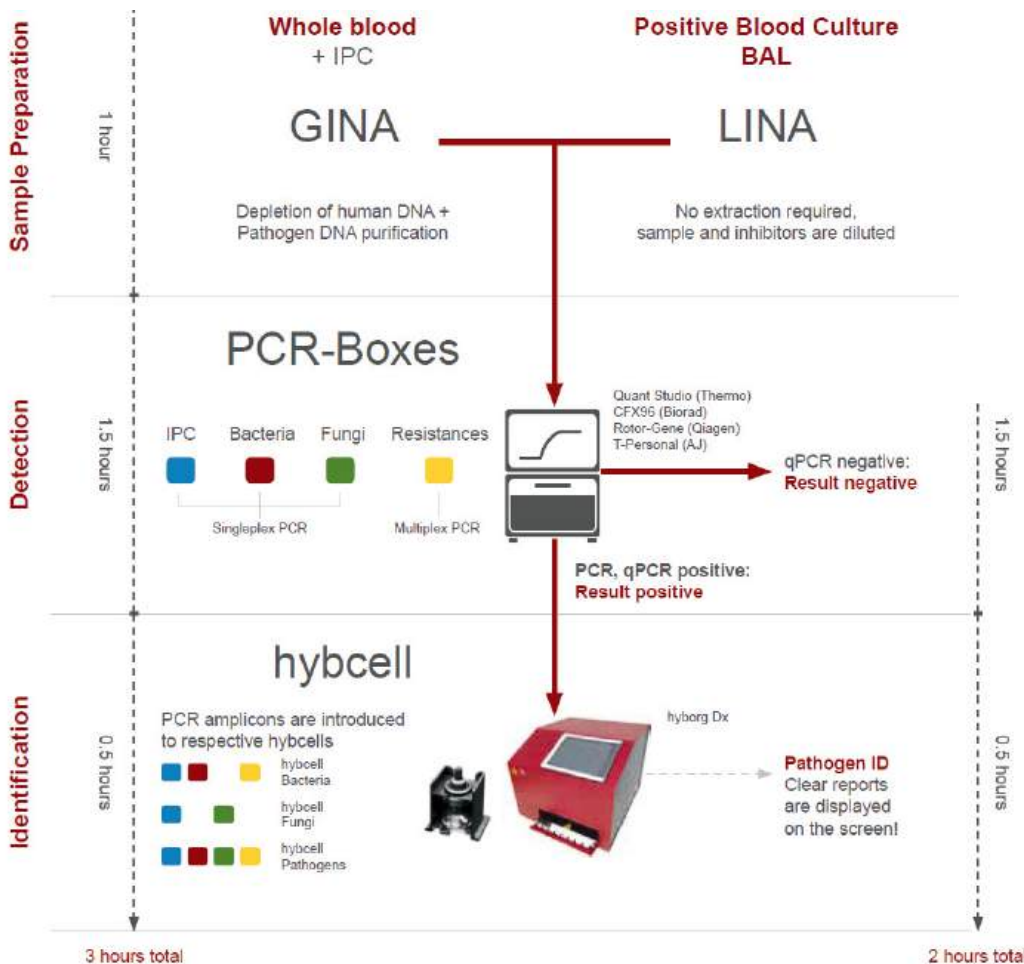 Sample Preparation
1 hour
Whole blood
+ IPC
GINA
Depletion of human DNA +
Pathogen DNA purification
Positive Blood Culture
BAL
LINA
No extraction required,
sample and inhibitors are diluted
Detection
1.5 hours
PCR-Boxes
IPC
Bacteria
Fungi
Resistances
Singleplex PCR
Multiplex PCR
Quant Studio (Thermo)
CFX96 (Biorad)
Rotor-Gene (Qiagen)
T-Personal (AJ)
qPCR negative:
Result negative
1.5 hours
PCR, qPCR positive:
Result positive
Identification
0.5 hours
hybcell
PCR amplicons are introduced
to respective hybcells
hybcell
Bacteria
hybcell
Fungi
hybcell
Pathogens
hyborg Dx
Pathogen ID
Clear reports
are displayed
on the screen!
0.5 hours
3 hours total
2 hours total